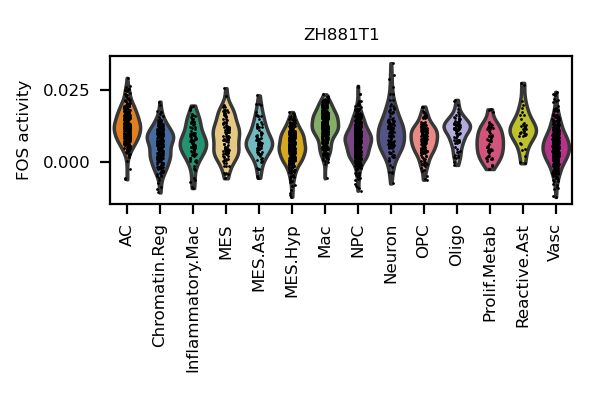 ZH881T1
FOS activity
0.025
0.000
AC
Chromatin.Reg
Inflammatory.Mac
MES
MES.Ast
MES.Hyp
Mac
NPC
Neuron
OPC
Oligo
Prolif.Metab
Reactive.Ast
Vasc